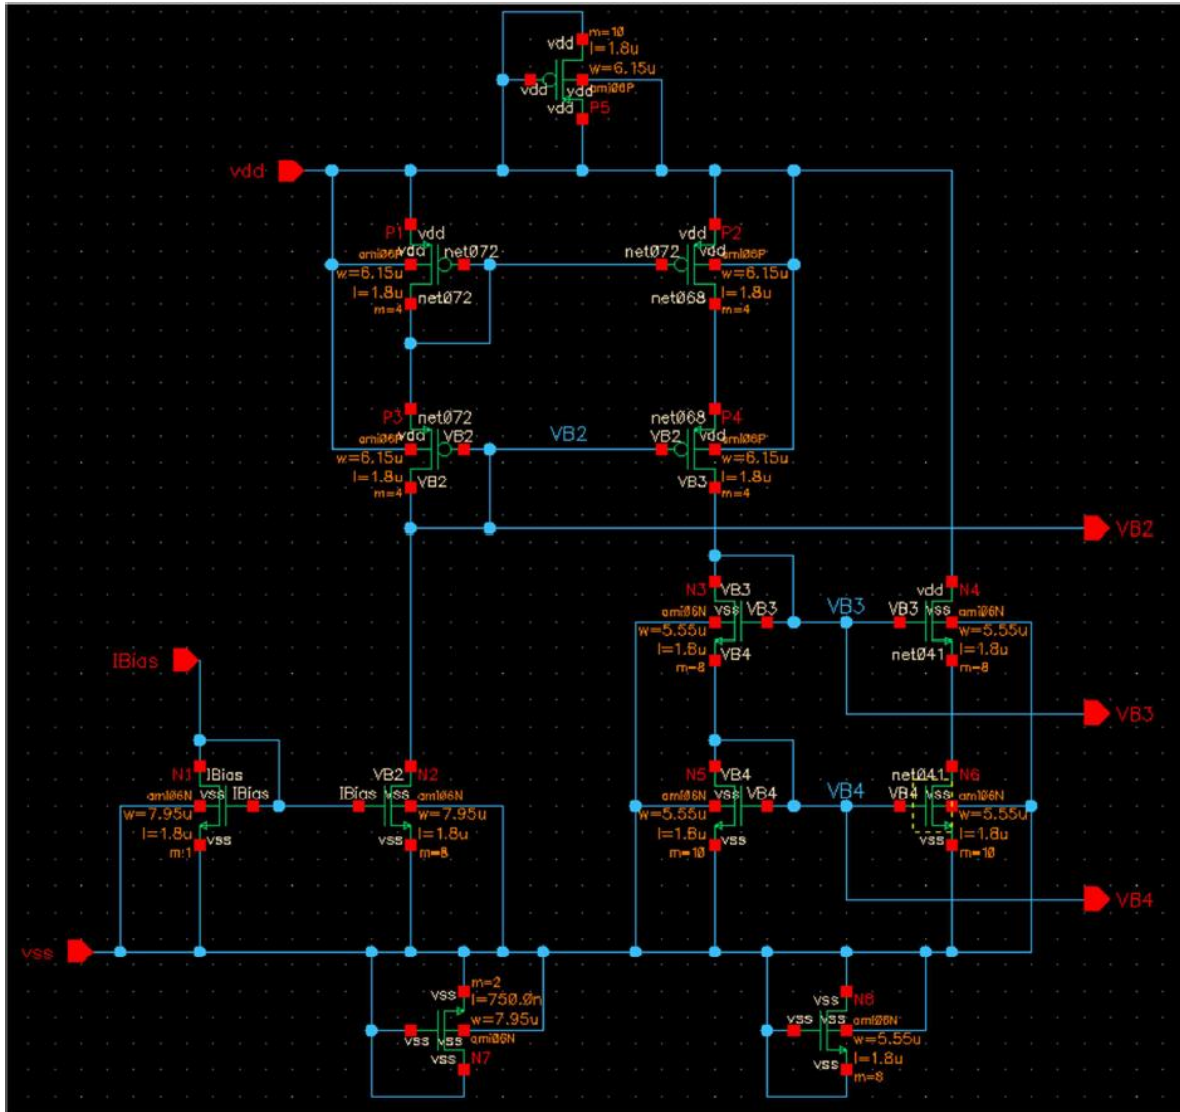 m=10
vdd l=1.8u
w=6.15u
vdd vdd ami06P
vdd P5
vdd
P1 vdd
ami06P vdd net072
w=6.15u
l=1.8u net072
m=4
vdd P2
net072 vdd ami06P
w=6.15u
net068 l=1.8u
m=4
P3 net072
ami06P vdd VB2
w=6.15u
l=1.8u VB2
m=4
VB2
net068 P4
VB2 vdd ami06P
w=6.15u
VB3 l=1.8u
m=4
VB2
N3 VB3
ami06N vss VB3
w=5.55u
l=1.8u VB4
m=8
VB3
vdd N4
VB3 vss ami06N
w=5.55u
net041 l=1.8u
m=8
IBias
VB3
N1 IBias
ami06N vss IBias
w=7.95u
l=1.8u vss
m:1
VB2 N2
IBias vss ami06N
w=7.95u
vss l=1.8u
m=8
N5 VB4
ami06N vss VB4
w=5.55u
l=1.8u vss
m=10
VB4
net041 N6
VB4 vss ami06N
w=5.55u
vss l=1.8u
m=10
VB4
vss
m=2
vss l=750.0n
w=7.95u
vss vss ami06N
vss N7
vss N8
vss vss ami06N
w=5.55u
vss l=1.8u
m=8